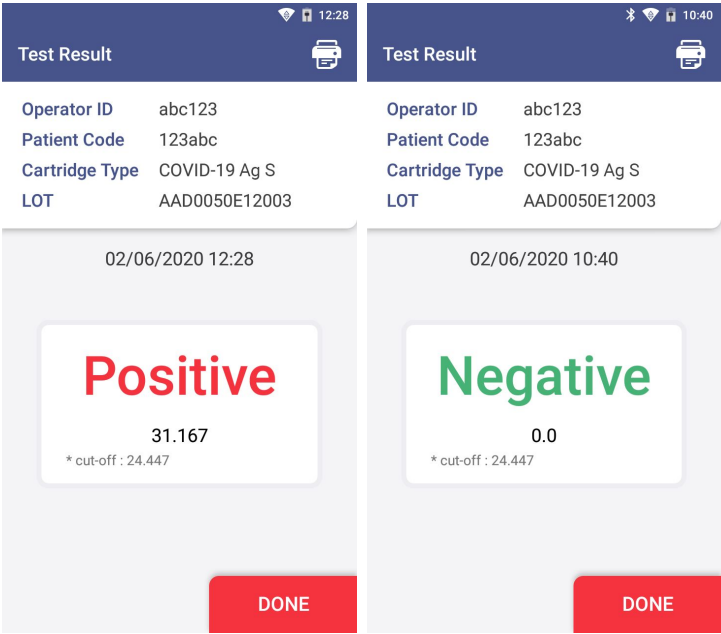 12:28
Test Result
Operator ID abc123
Patient Code 123abc
Cartridge Type COVID-19 Ag S
LOT AAD0050E12003
02/06/2020 12:28
Positive
31.167
* cut-off : 24.447
DONE
10:40
Test Result
Operator ID abc123
Patient Code 123abc
Cartridge Type COVID-19 Ag S
LOT AAD0050E12003
02/06/2020 10:40
Negative
0.0
* cut-off : 24.447
DONE